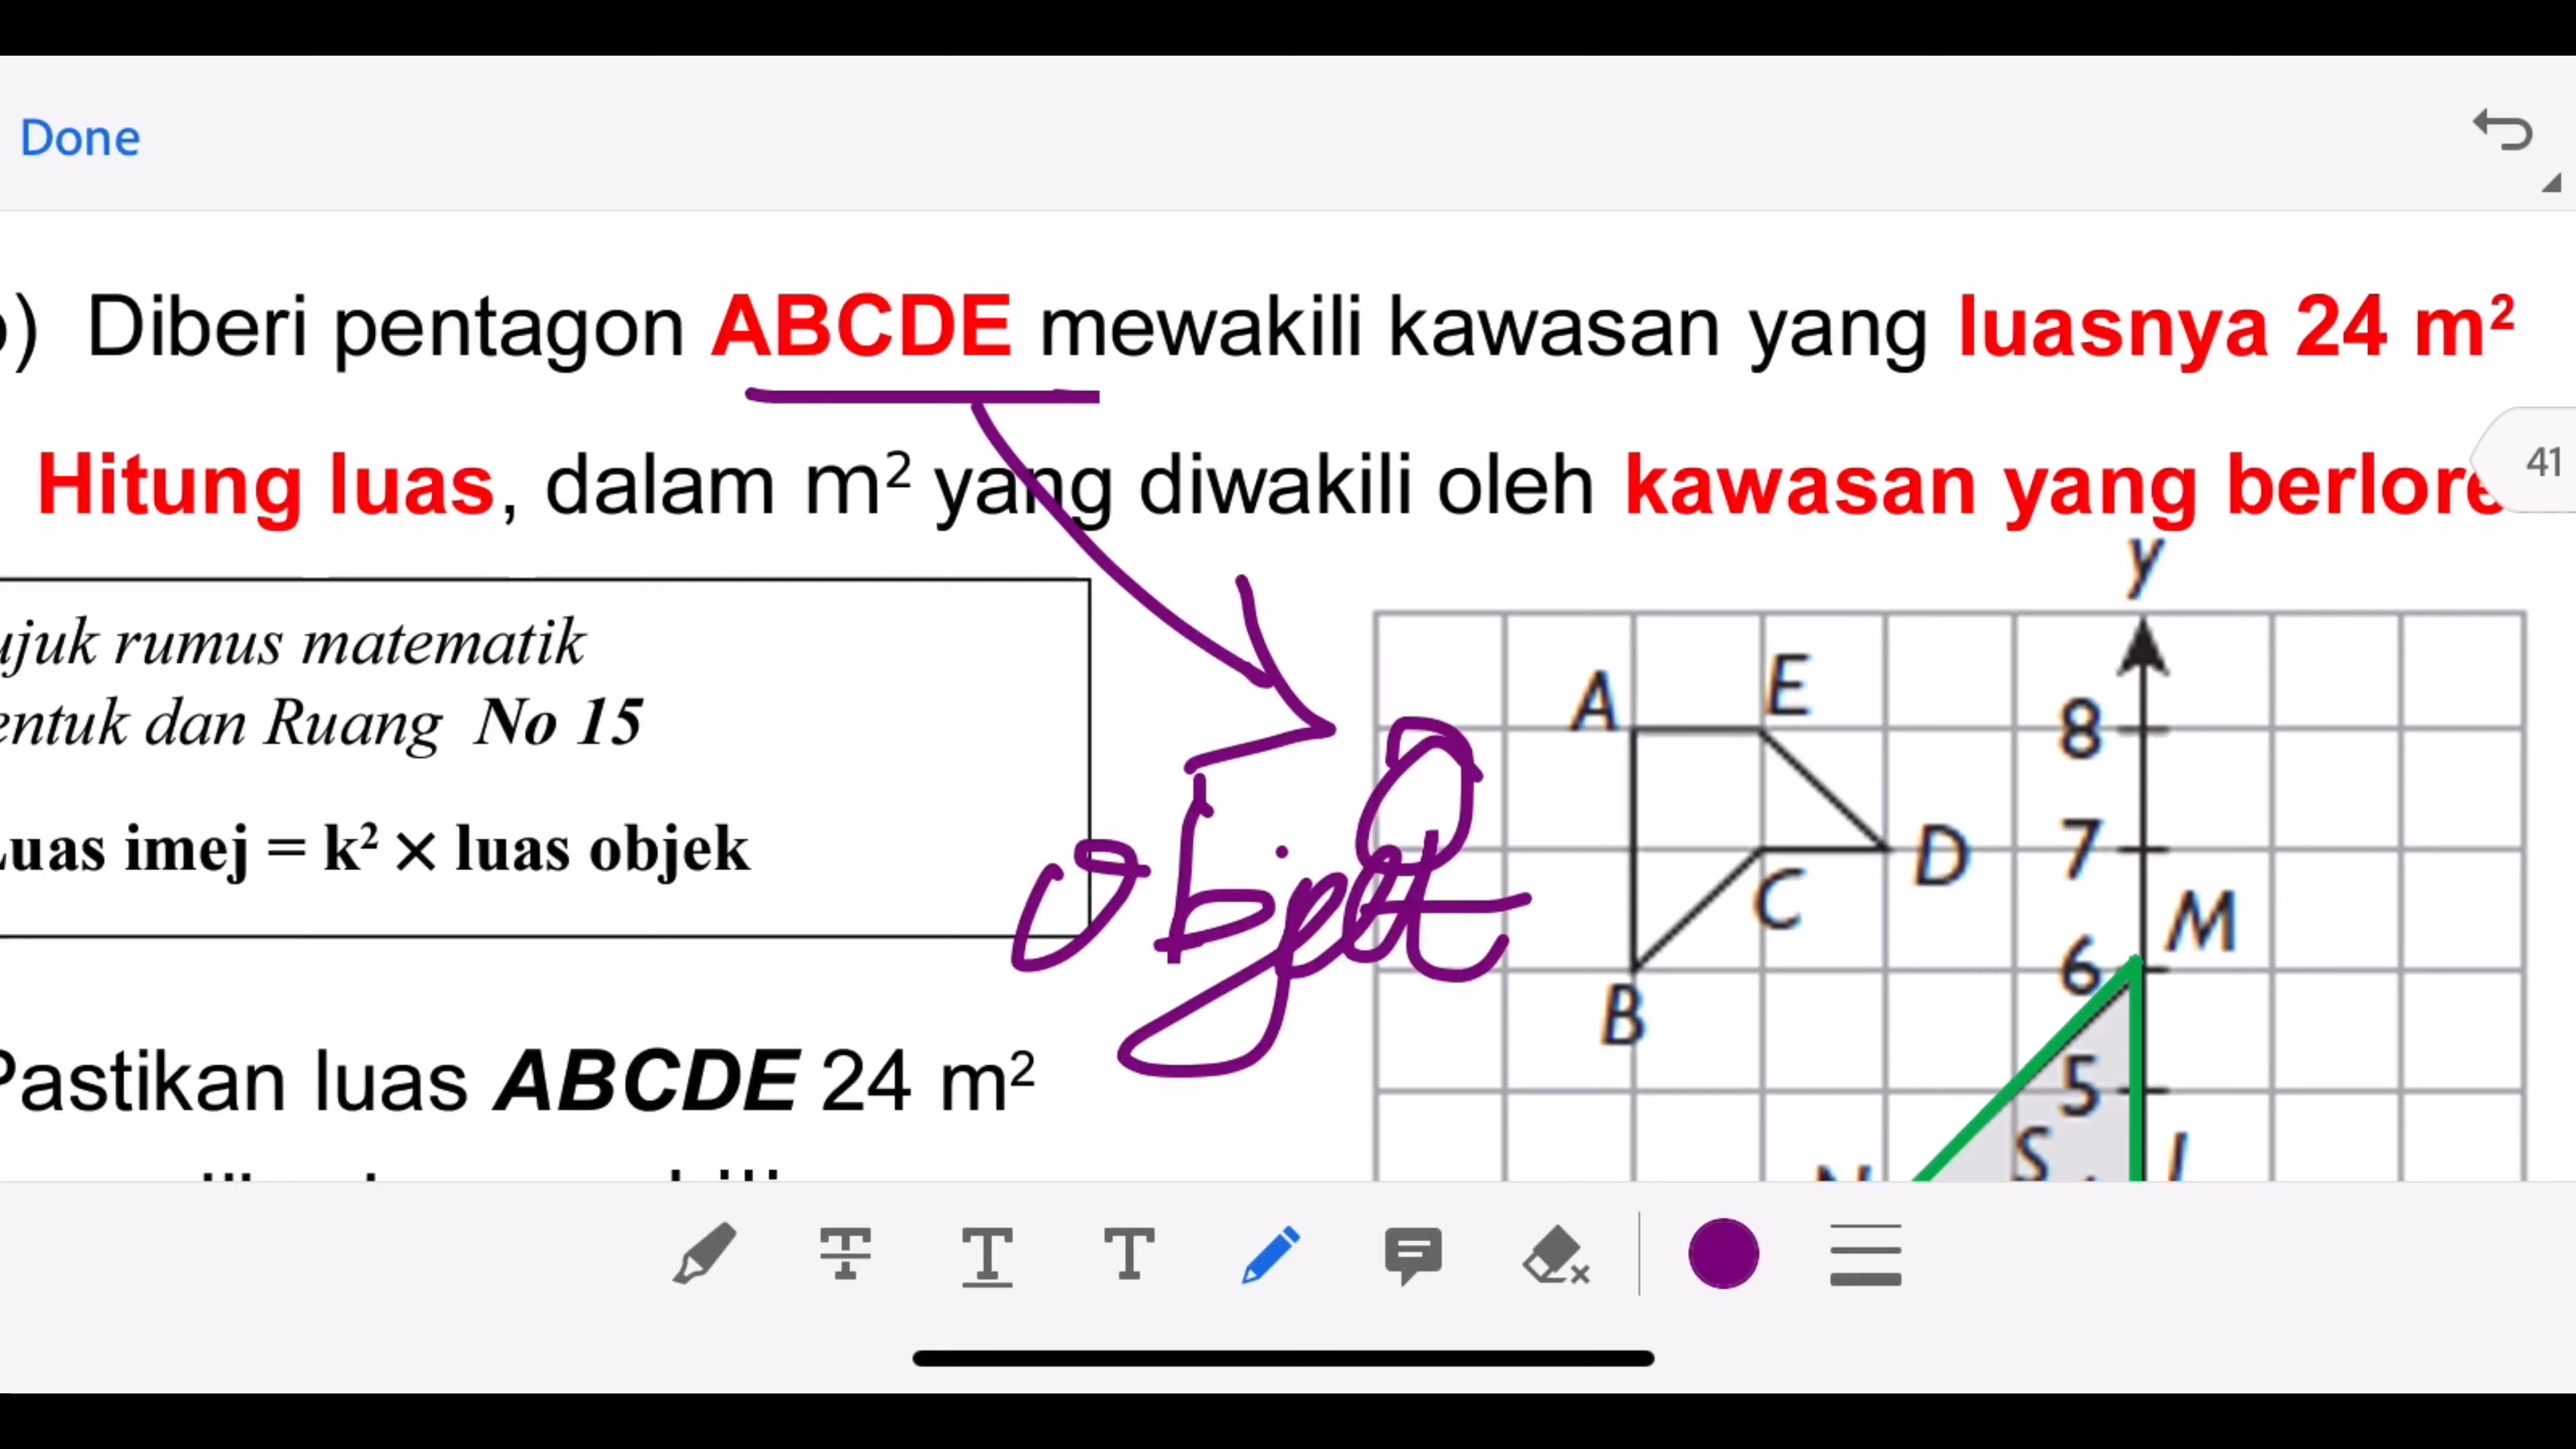 Done
) Diberi pentagon ABCDE mewakili kawasan yang luasnya 24 m²
Hitung luas, dalam m² yang diwakili oleh kawasan yang berlore
41
ujuk rumus matematik
entuk dan Ruang No 15
Luas imej = k² × luas objek
object
Pastikan luas ABCDE 24 m²
y
A E
8
D 7
C
M
6
B
5
S